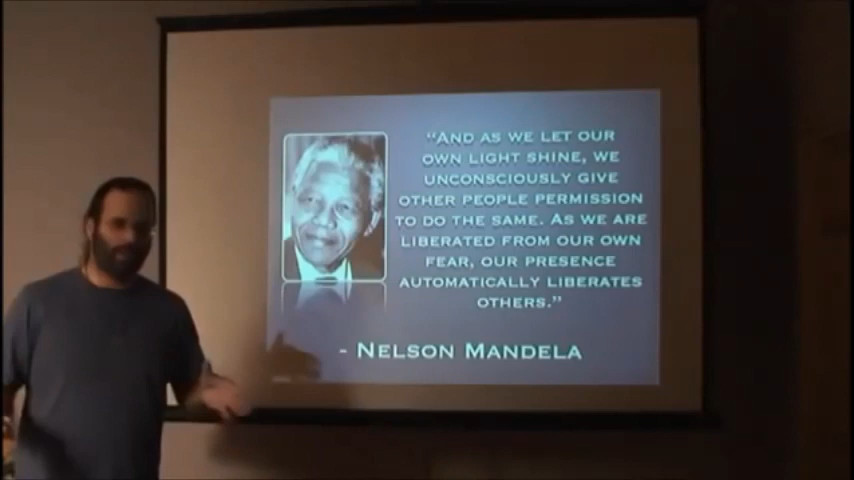 “And as we let our
own light shine, we
unconsciously give
other people permission
to do the same. As we are
liberated from our own
fear, our presence
automatically liberates
others.”
- Nelson Mandela